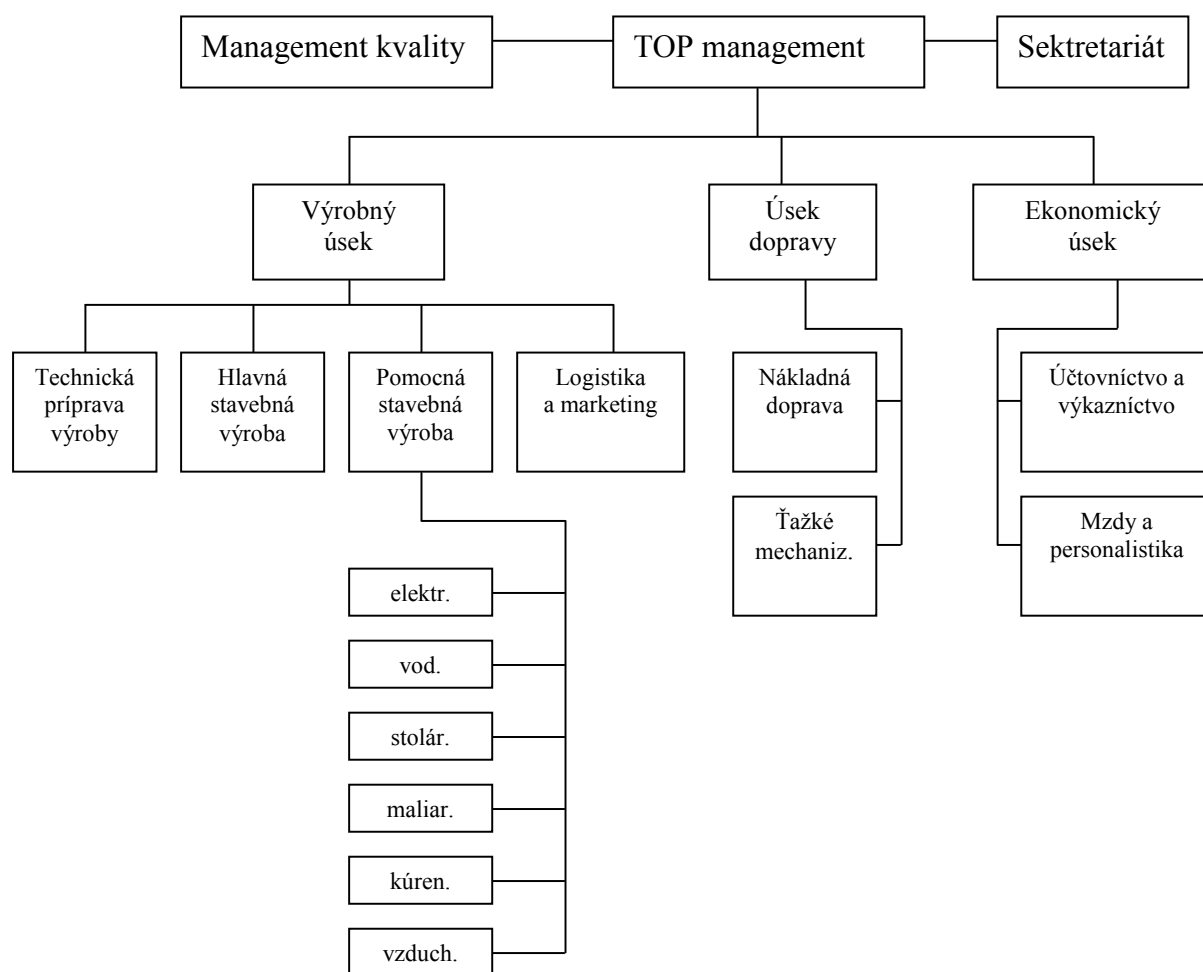 Management kvality
TOP management
Sektretariát
Výrobný
úsek
Úsek
dopravy
Ekonomický
úsek
Technická
príprava
výroby
Hlavná
stavebná
výroba
Pomocná
stavebná
výroba
Logistika
a marketing
Nákladná
doprava
Účtovníctvo a
výkazníctvo
Ťažké
mechaniz.
Mzdy a
personalistika
elektr.
vod.
stolár.
maliar.
kúren.
vzduch.